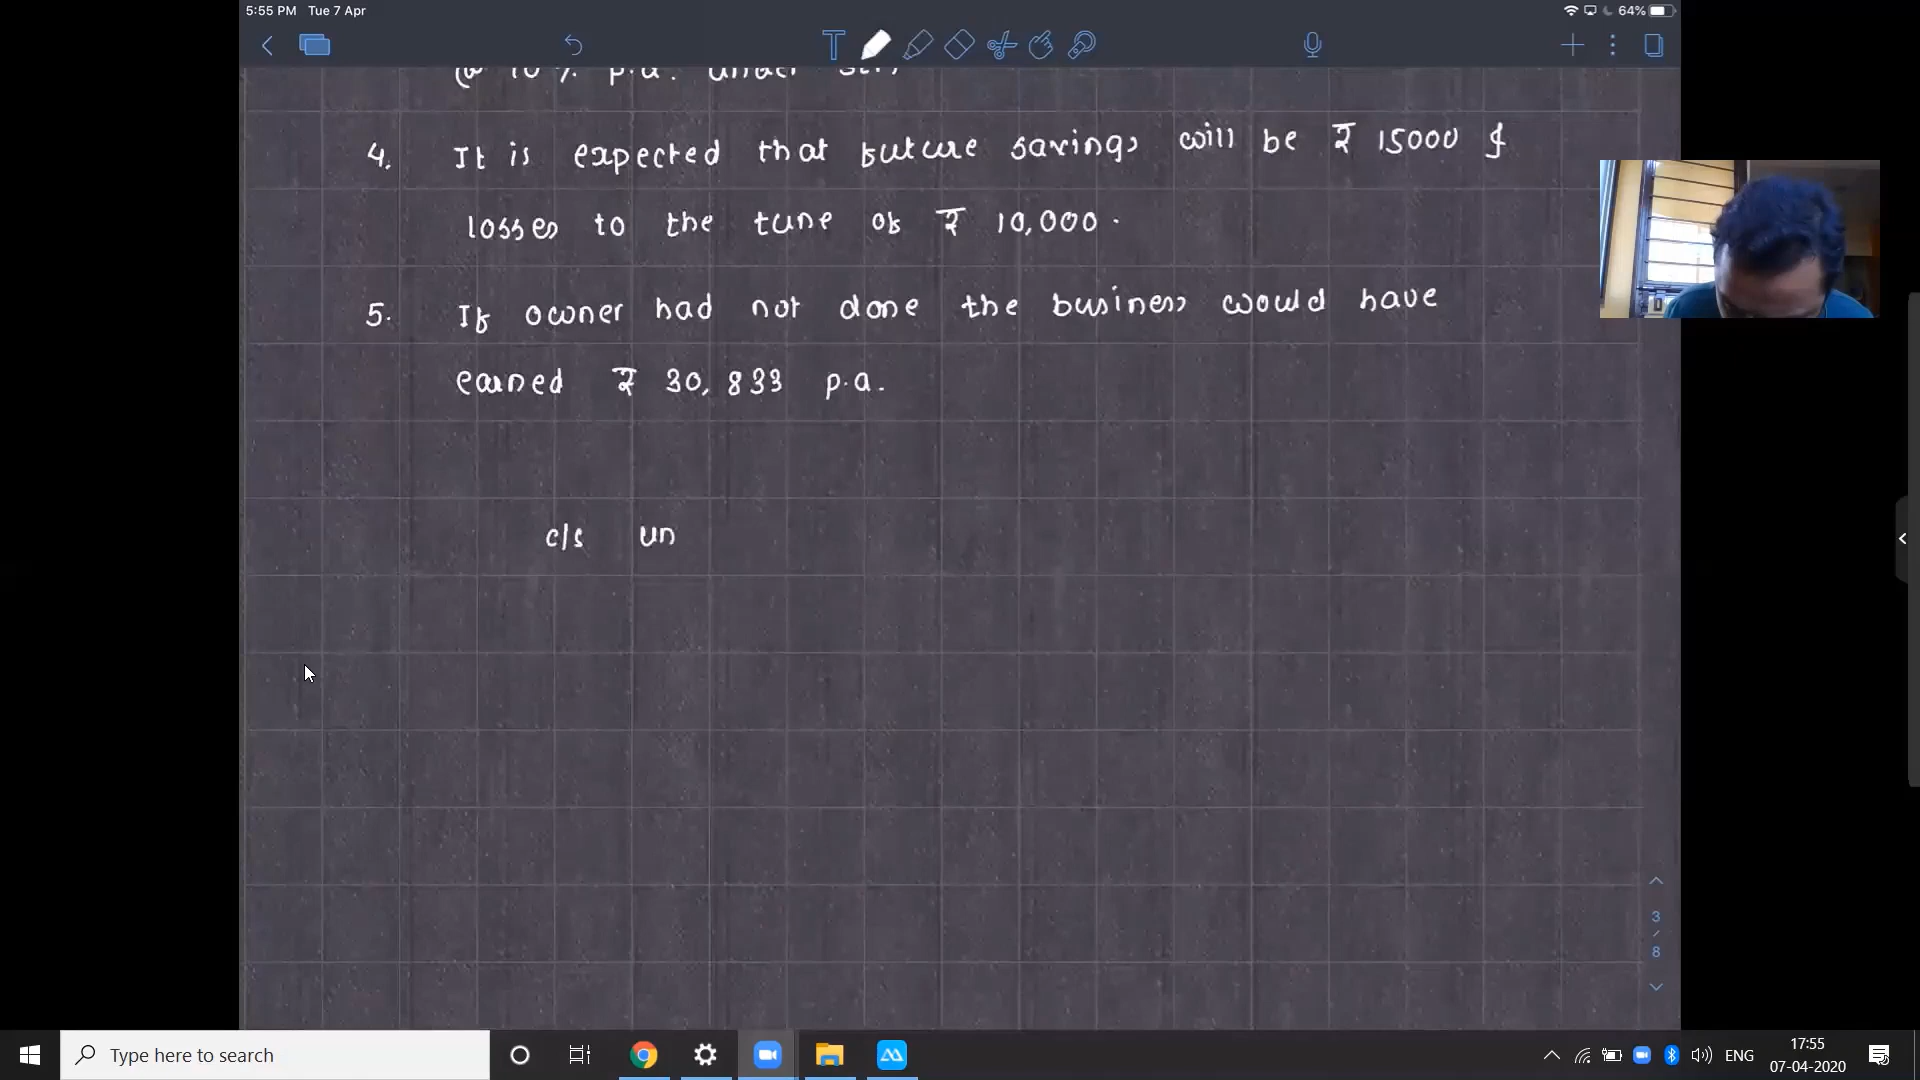 5:55 PM Tue 7 Apr
64%
(@ 10% p.a. under
4. It is expected that future savings will be ₹ 15000 &
losses to the tune of ₹ 10,000.
5. If owner had not done the business would have
earned ₹ 30,833 p.a.
c/s un
3
/
8
Type here to search
ENG
17:55
07-04-2020